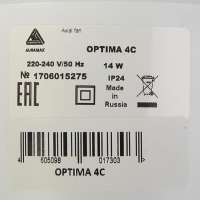 AURAMAX
OPTIMA 4C
220-240 V/50 Hz 14 W
№ 1706015275 IP24
EAC Made in Russia
4 605098 017303 >
OPTIMA 4C